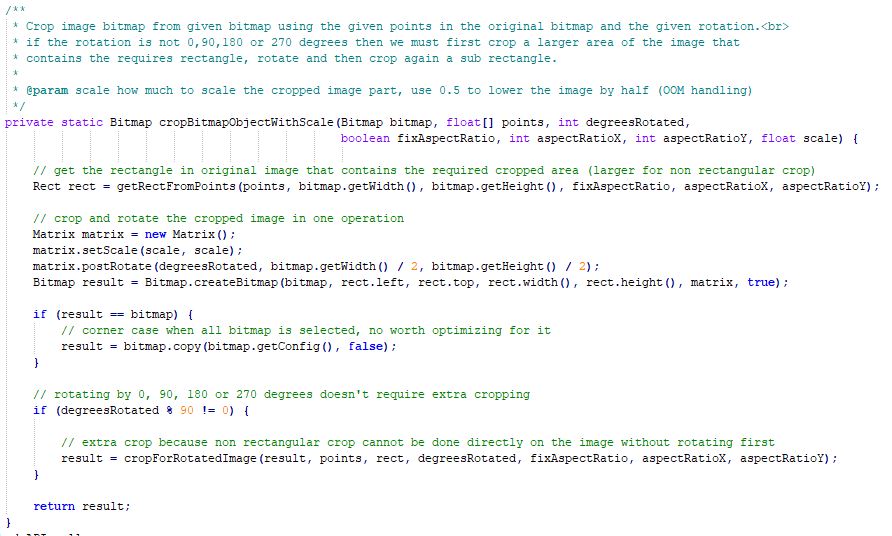 /**
 * Crop image bitmap from given bitmap using the given points in the original bitmap and the given rotation.<br>
 * if the rotation is not 0,90,180 or 270 degrees then we must first crop a larger area of the image that
 * contains the requires rectangle, rotate and then crop again a sub rectangle.
 *
 * @param scale how much to scale the cropped image part, use 0.5 to lower the image by half (OOM handling)
 */
private static Bitmap cropBitmapObjectWithScale(Bitmap bitmap, float[] points, int degreesRotated,
                                                boolean fixAspectRatio, int aspectRatioX, int aspectRatioY, float scale) {

    // get the rectangle in original image that contains the required cropped area (larger for non rectangular crop)
    Rect rect = getRectFromPoints(points, bitmap.getWidth(), bitmap.getHeight(), fixAspectRatio, aspectRatioX, aspectRatioY);

    // crop and rotate the cropped image in one operation
    Matrix matrix = new Matrix();
    matrix.setScale(scale, scale);
    matrix.postRotate(degreesRotated, bitmap.getWidth() / 2, bitmap.getHeight() / 2);
    Bitmap result = Bitmap.createBitmap(bitmap, rect.left, rect.top, rect.width(), rect.height(), matrix, true);

    if (result == bitmap) {
        // corner case when all bitmap is selected, no worth optimizing for it
        result = bitmap.copy(bitmap.getConfig(), false);
    }

    // rotating by 0, 90, 180 or 270 degrees doesn't require extra cropping
    if (degreesRotated % 90 != 0) {

        // extra crop because non rectangular crop cannot be done directly on the image without rotating first
        result = cropForRotatedImage(result, points, rect, degreesRotated, fixAspectRatio, aspectRatioX, aspectRatioY);
    }

    return result;
}